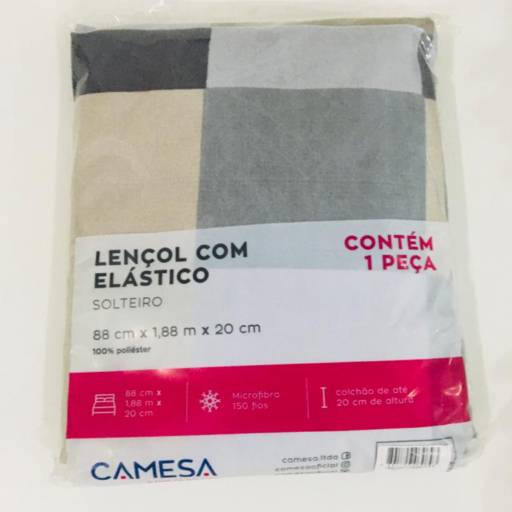 LENÇOL COM
ELÁSTICO
SOLTEIRO
CONTÉM
1 PEÇA
88 cm x 1,88 m x 20 cm
100% poliéster
88 cm x
1,88 m x
20 cm
Microfibra
150 fios
colchão de até
20 cm de altura
CAMESA
camesa.ltda
camesaoficial